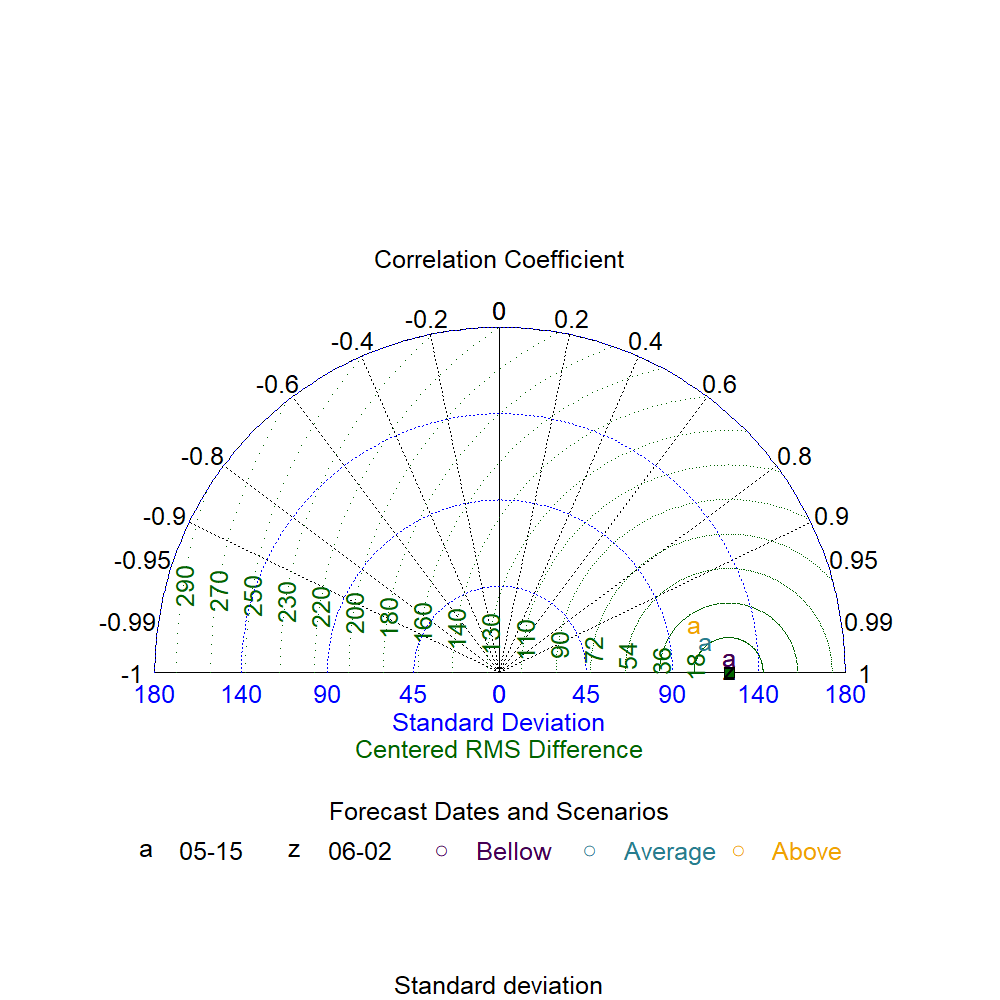 Correlation Coefficient
0
-0.2 0.2
-0.4 0.4
-0.6 0.6
-0.8 0.8
-0.9 0.9
-0.95 0.95
-0.99 0.99
290 270 250 230 220 200 180 160 140 130 110 90 72 54 36 18
a
a
a
z
-1 1
180 140 90 45 0 45 90 140 180
Standard Deviation
Centered RMS Difference
Forecast Dates and Scenarios
a 05-15 z 06-02 Bellow Average Above
Standard deviation